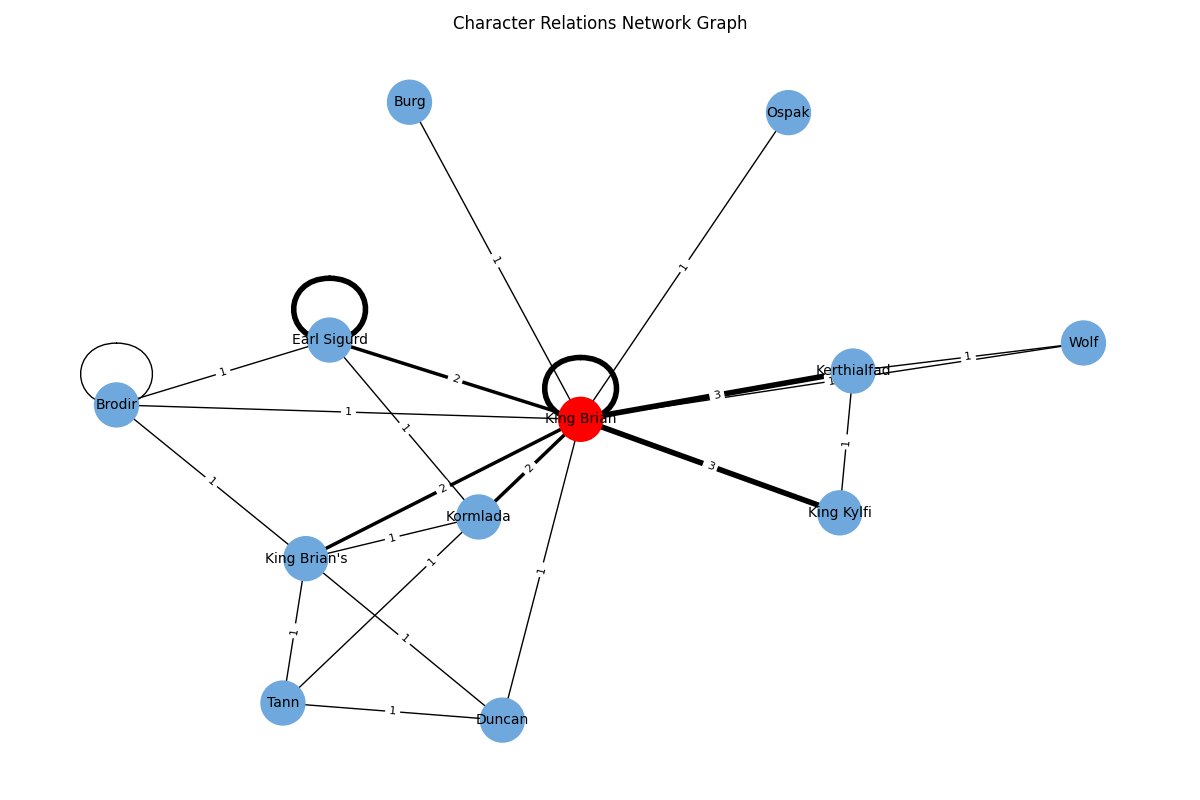 Character Relations Network Graph
Burg
Ospak
1
1
Earl Sigurd
Wolf
1
Kerthialfad
1
1
2
3
Brodir
1
King Brian
1
1
3
2
1
2
King Kylfi
Kormlada
1
King Brian's
1
1
1
1
Tann
1
Duncan